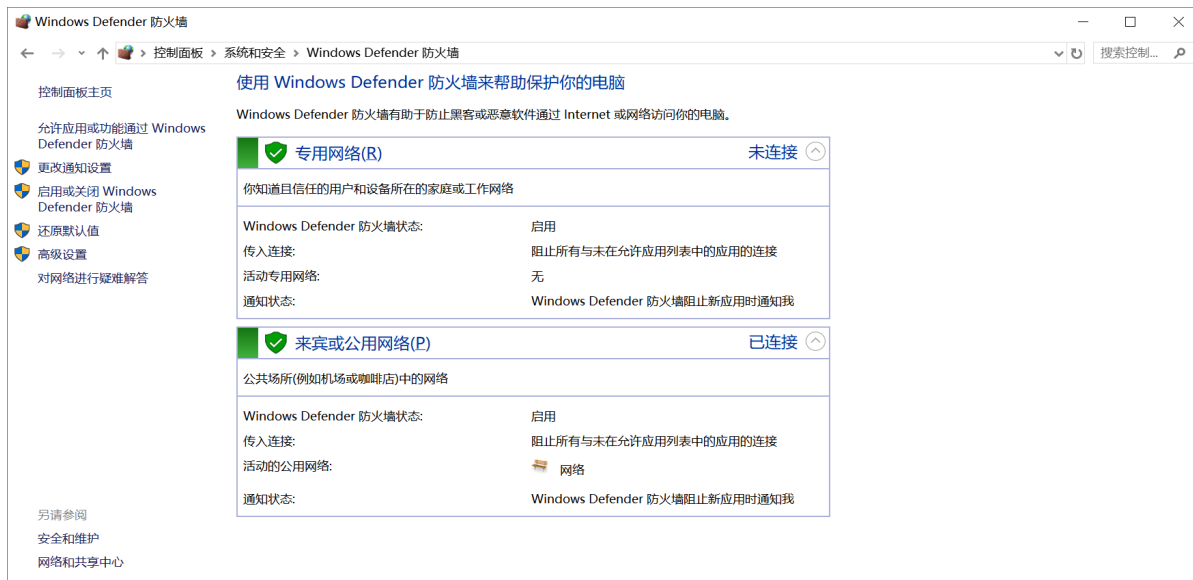 Windows Defender 防火墙
控制面板 > 系统和安全 > Windows Defender 防火墙
搜索控制...
控制面板主页
允许应用或功能通过 Windows
Defender 防火墙
更改通知设置
启用或关闭 Windows
Defender 防火墙
还原默认值
高级设置
对网络进行疑难解答
另请参阅
安全和维护
网络和共享中心
使用 Windows Defender 防火墙来帮助保护你的电脑
Windows Defender 防火墙有助于防止黑客或恶意软件通过 Internet 或网络访问你的电脑。
专用网络(R) 未连接
你知道且信任的用户和设备所在的家庭或工作网络
Windows Defender 防火墙状态: 启用
传入连接: 阻止所有与未在允许应用列表中的应用的连接
活动专用网络: 无
通知状态: Windows Defender 防火墙阻止新应用时通知我
来宾或公用网络(P) 已连接
公共场所(例如机场或咖啡店)中的网络
Windows Defender 防火墙状态: 启用
传入连接: 阻止所有与未在允许应用列表中的应用的连接
活动的公用网络: 网络
通知状态: Windows Defender 防火墙阻止新应用时通知我